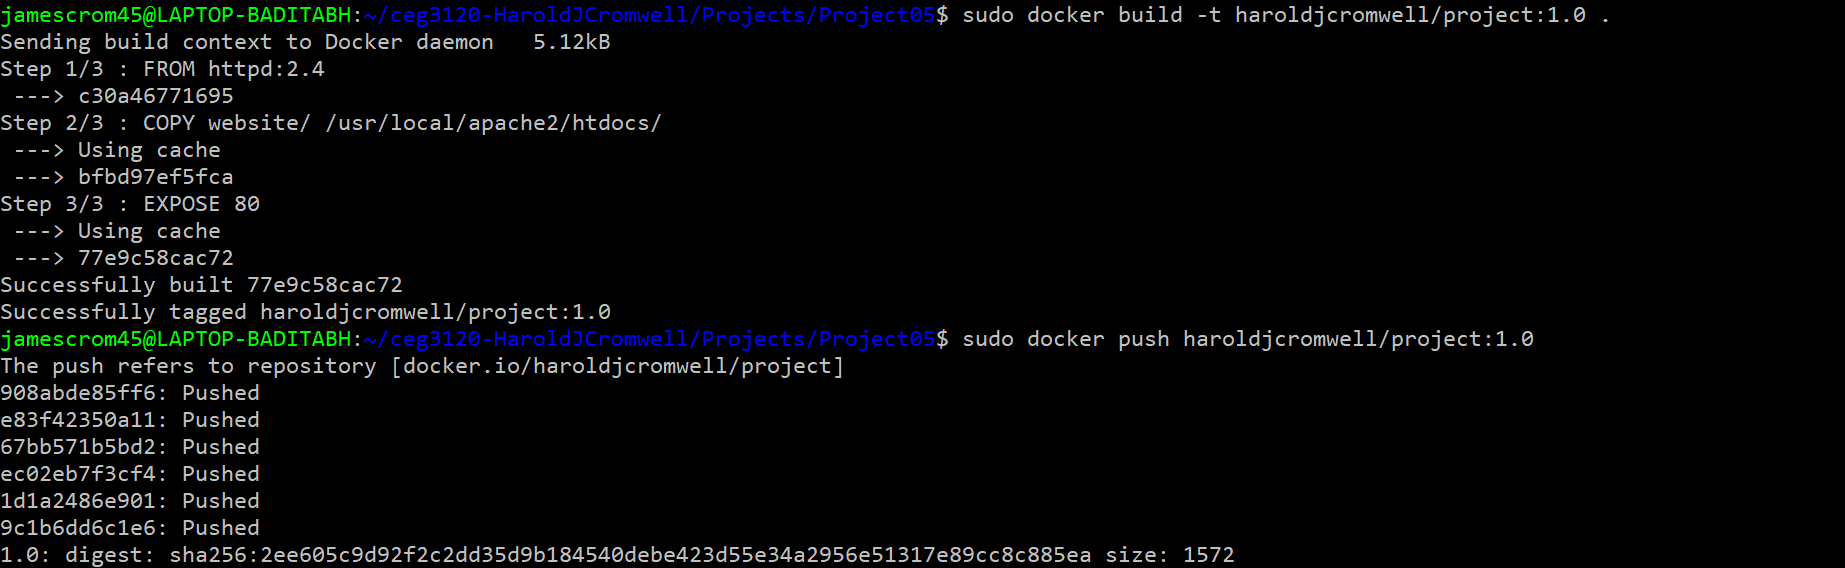 jamescrom45@LAPTOP-BADITABH:~/ceg3120-HaroldJCromwell/Projects/Project05$ sudo docker build -t haroldjcromwell/project:1.0 .
Sending build context to Docker daemon   5.12kB
Step 1/3 : FROM httpd:2.4
 ---> c30a46771695
Step 2/3 : COPY website/ /usr/local/apache2/htdocs/
 ---> Using cache
 ---> bfbd97ef5fca
Step 3/3 : EXPOSE 80
 ---> Using cache
 ---> 77e9c58cac72
Successfully built 77e9c58cac72
Successfully tagged haroldjcromwell/project:1.0
jamescrom45@LAPTOP-BADITABH:~/ceg3120-HaroldJCromwell/Projects/Project05$ sudo docker push haroldjcromwell/project:1.0
The push refers to repository [docker.io/haroldjcromwell/project]
908abde85ff6: Pushed
e83f42350a11: Pushed
67bb571b5bd2: Pushed
ec02eb7f3cf4: Pushed
1d1a2486e901: Pushed
9c1b6dd6c1e6: Pushed
1.0: digest: sha256:2ee605c9d92f2c2dd35d9b184540debe423d55e34a2956e51317e89cc8c885ea size: 1572